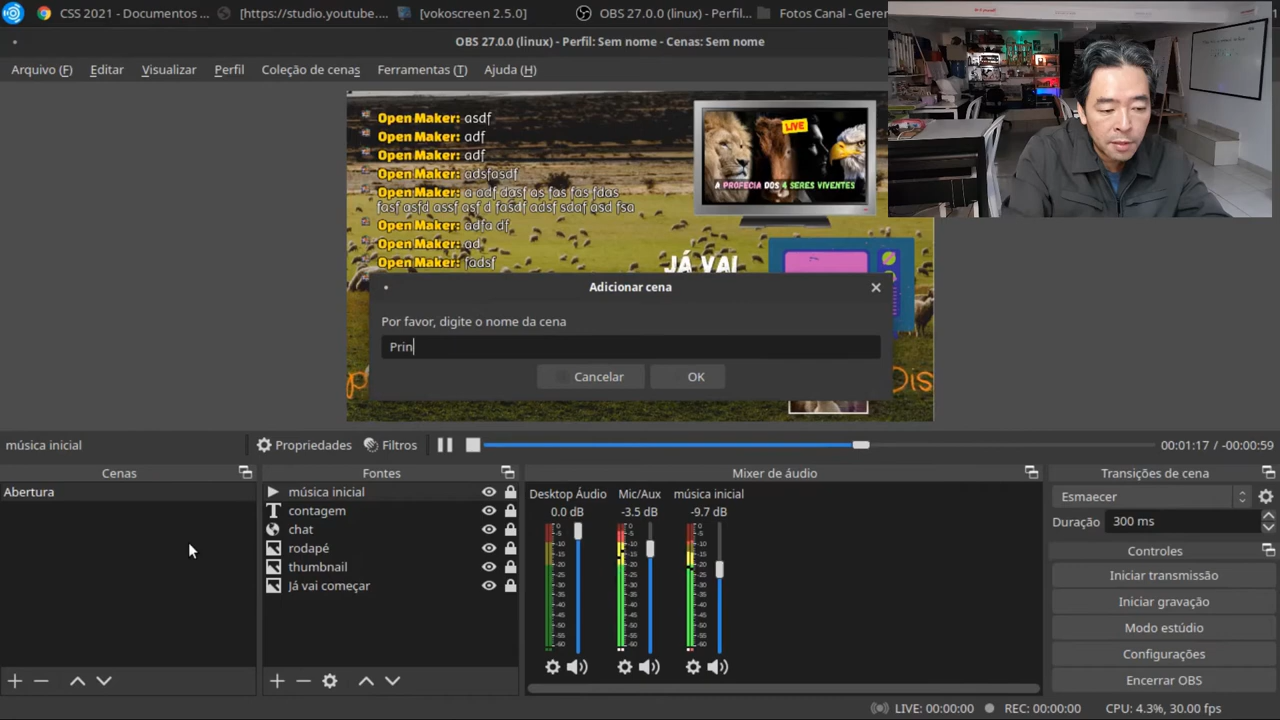 CSS 2021 - Documentos ...
[https://studio.youtube....
[vokoscreen 2.5.0]
OBS 27.0.0 (linux) - Perfil...
Fotos Canal - Geren
OBS 27.0.0 (linux) - Perfil: Sem nome - Cenas: Sem nome
Arquivo (F)
Editar
Visualizar
Perfil
Coleção de cenas
Ferramentas (T)
Ajuda (H)
Open Maker: asdf
Open Maker: adf
Open Maker: adf
Open Maker: adsfasdf
Open Maker: a adf dasf as fas fas fdas
fasf asfd assf asf d fasdf adsf sdaf asd fsa
Open Maker: adfa df
Open Maker: ad
Open Maker: fadsf
LIVE
A PROFECIA DOS 4 SERES VIVENTES
JÁ VAI
Dis
Adicionar cena
Por favor, digite o nome da cena
Prin
Cancelar
OK
música inicial
Propriedades
Filtros
00:01:17 / -00:00:59
Cenas
Fontes
Mixer de áudio
Transições de cena
Abertura
música inicial
contagem
chat
rodapé
thumbnail
Já vai começar
Desktop Áudio
0.0 dB
Mic/Aux
-3.5 dB
música inicial
-9.7 dB
Esmaecer
Duração
300 ms
Controles
Iniciar transmissão
Iniciar gravação
Modo estúdio
Configurações
Encerrar OBS
LIVE: 00:00:00
REC: 00:00:00
CPU: 4.3%, 30.00 fps